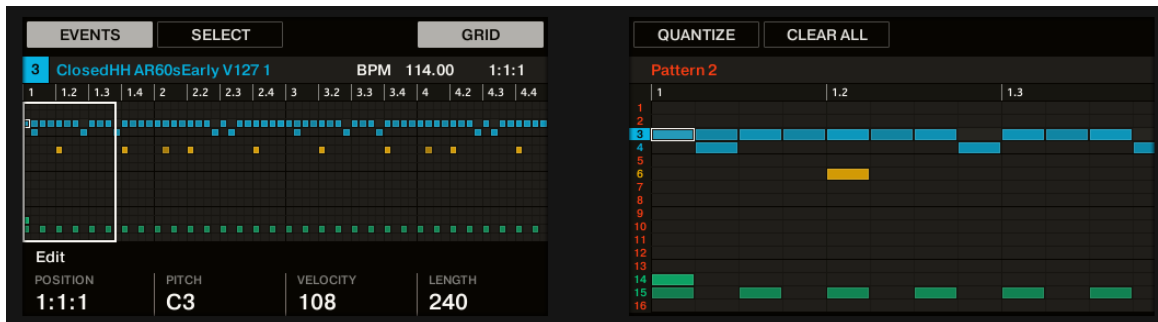 EVENTS SELECT GRID
3 ClosedHH AR60sEarly V127 1 BPM 114.00 1:1:1
1 1.2 1.3 1.4 2 2.2 2.3 2.4 3 3.2 3.3 3.4 4 4.2 4.3 4.4
Edit
POSITION PITCH VELOCITY LENGTH
1:1:1 C3 108 240
QUANTIZE CLEAR ALL
Pattern 2
1 1.2 1.3
1
2
3
4
5
6
7
8
9
10
11
12
13
14
15
16